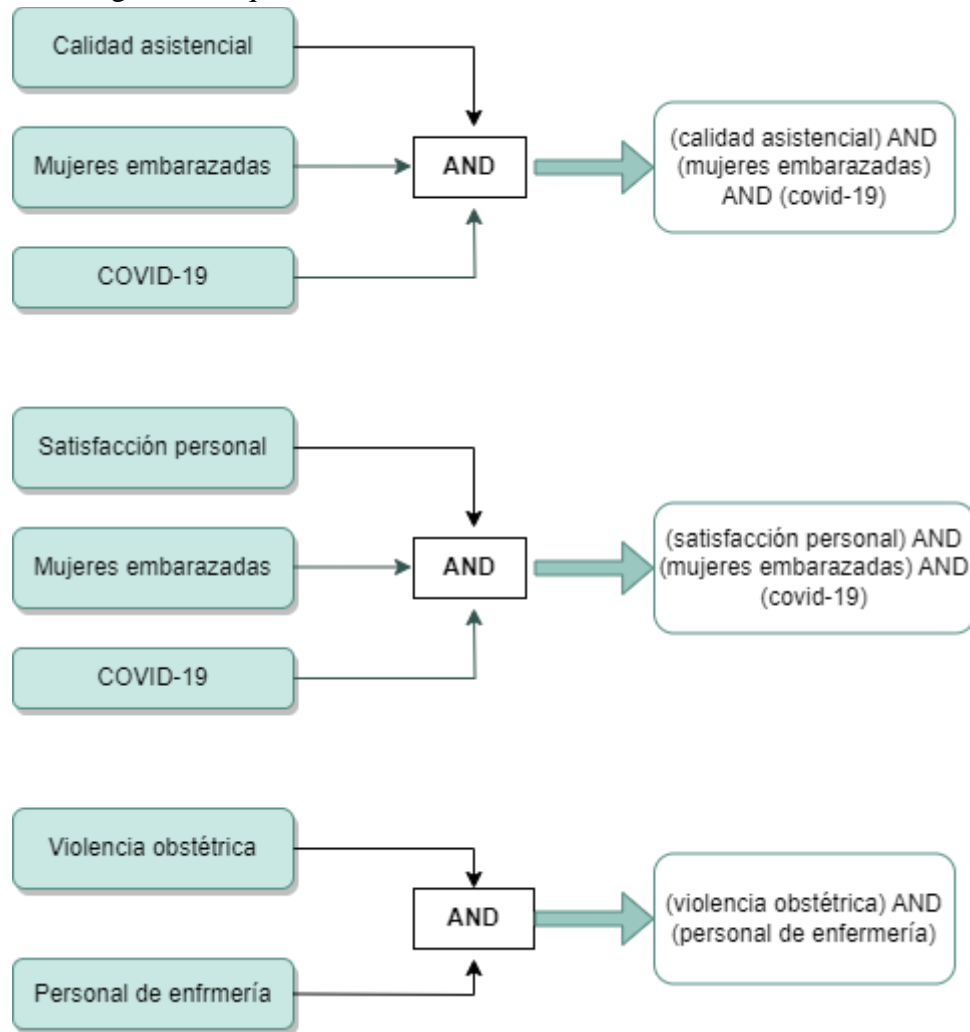 Calidad asistencial
Mujeres embarazadas
COVID-19
AND
(calidad asistencial) AND
(mujeres embarazadas)
AND (covid-19)
Satisfacción personal
Mujeres embarazadas
COVID-19
AND
(satisfacción personal) AND
(mujeres embarazadas) AND
(covid-19)
Violencia obstétrica
Personal de enfrmería
AND
(violencia obstétrica) AND
(personal de enfermería)